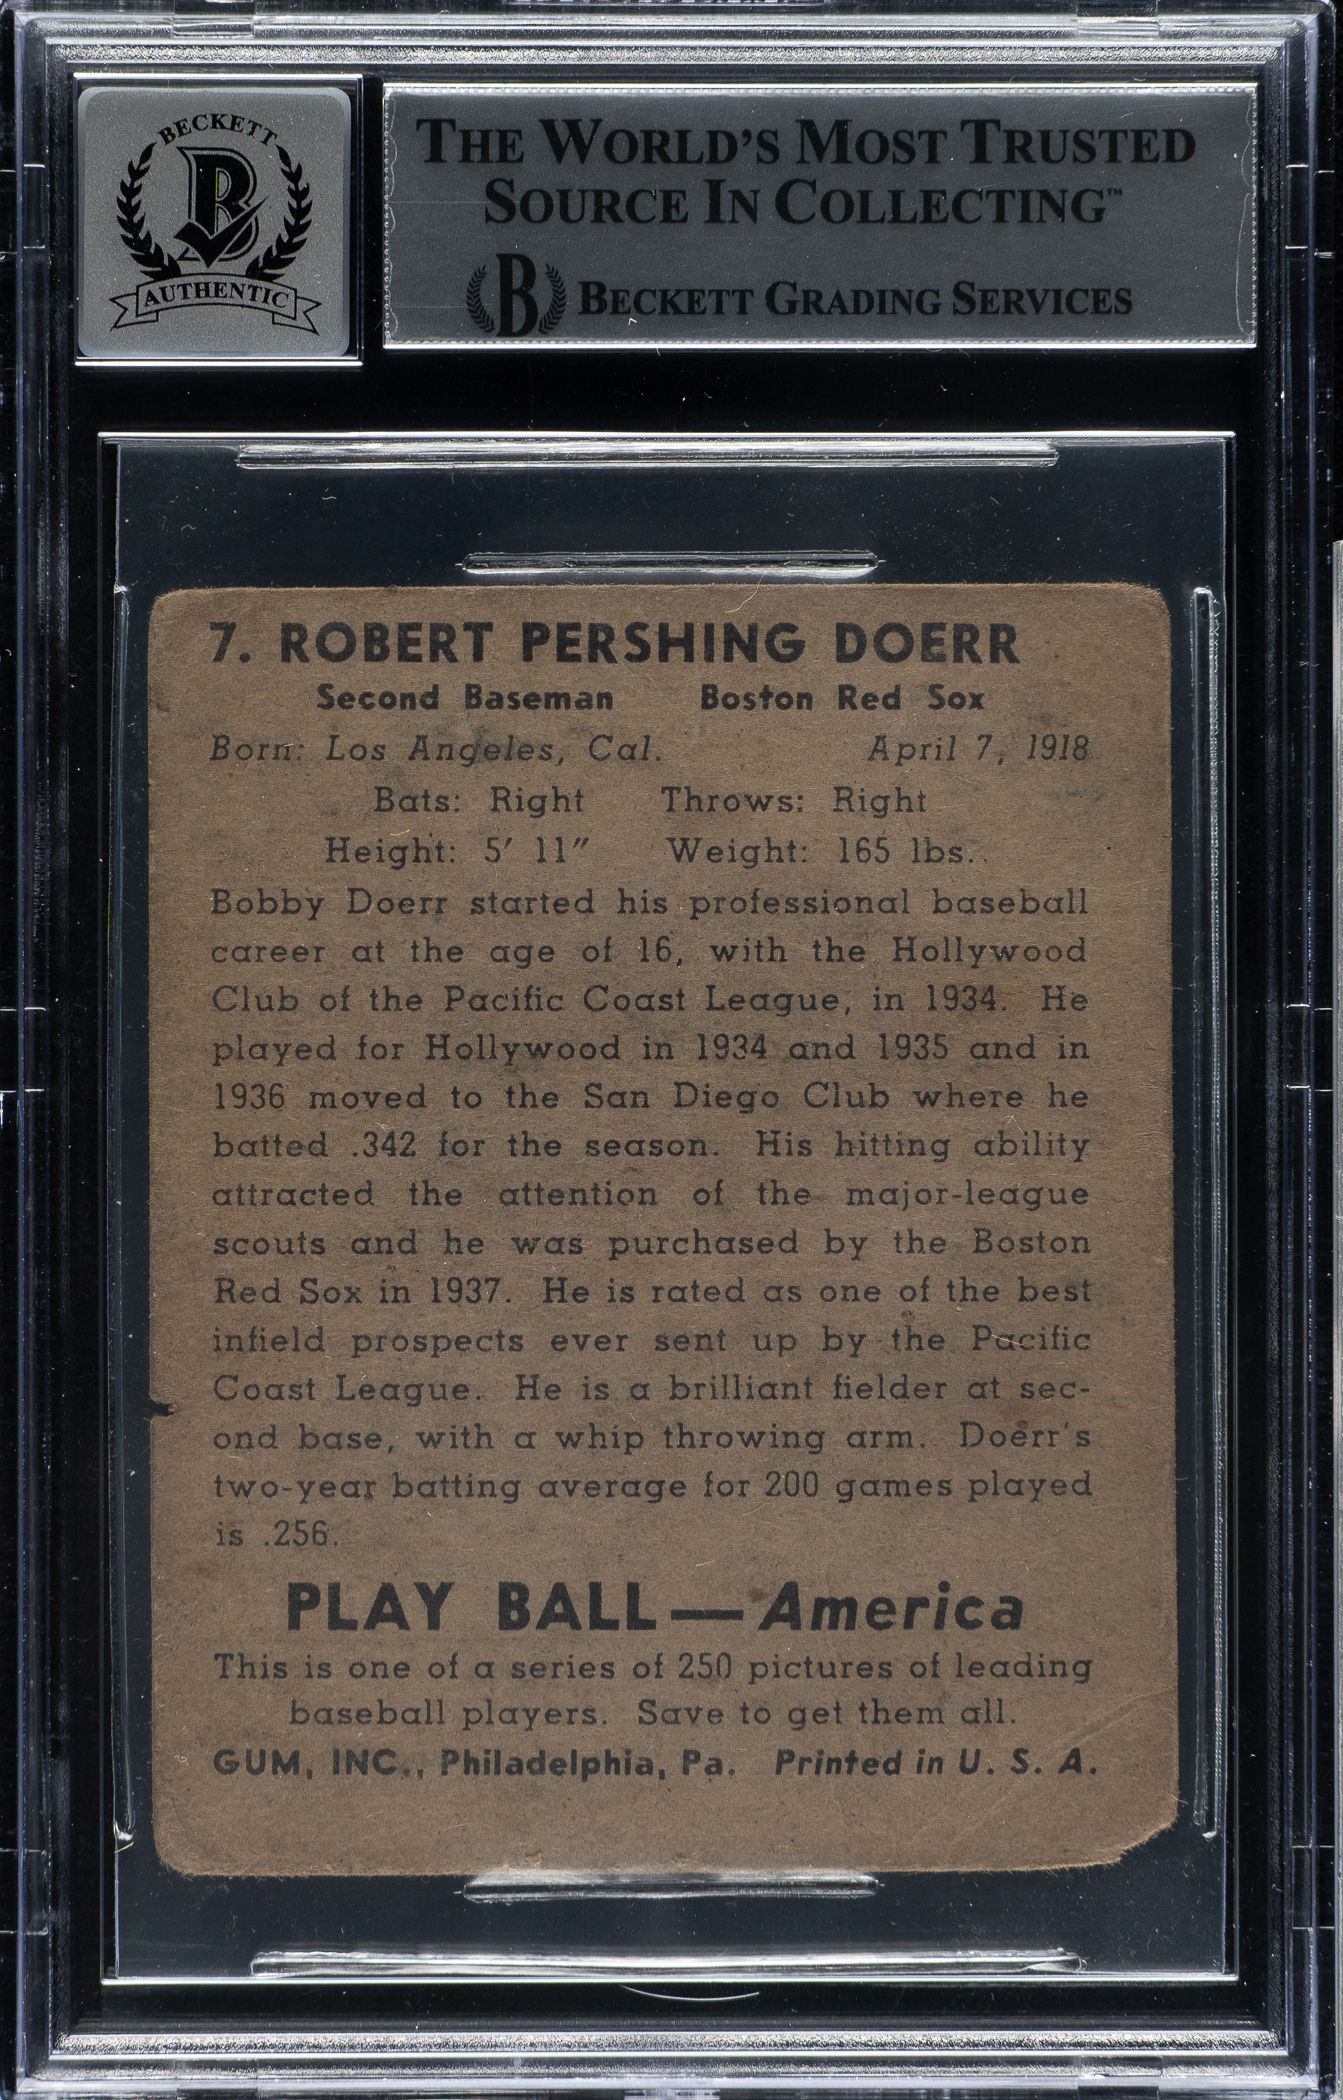 BECKETT
B
AUTHENTIC
THE WORLD'S MOST TRUSTED
SOURCE IN COLLECTING™
B BECKETT GRADING SERVICES
7. ROBERT PERSHING DOERR
Second Baseman Boston Red Sox
Born: Los Angeles, Cal. April 7, 1918
Bats: Right Throws: Right
Height: 5′ 11″ Weight: 165 lbs.
Bobby Doerr started his professional baseball
career at the age of 16, with the Hollywood
Club of the Pacific Coast League, in 1934. He
played for Hollywood in 1934 and 1935 and in
1936 moved to the San Diego Club where he
batted .342 for the season. His hitting ability
attracted the attention of the major-league
scouts and he was purchased by the Boston
Red Sox in 1937. He is rated as one of the best
infield prospects ever sent up by the Pacific
Coast League. He is a brilliant fielder at sec-
ond base, with a whip throwing arm. Doerr's
two-year batting average for 200 games played
is .256.
PLAY BALL — America
This is one of a series of 250 pictures of leading
baseball players. Save to get them all.
GUM, INC., Philadelphia, Pa. Printed in U. S. A.